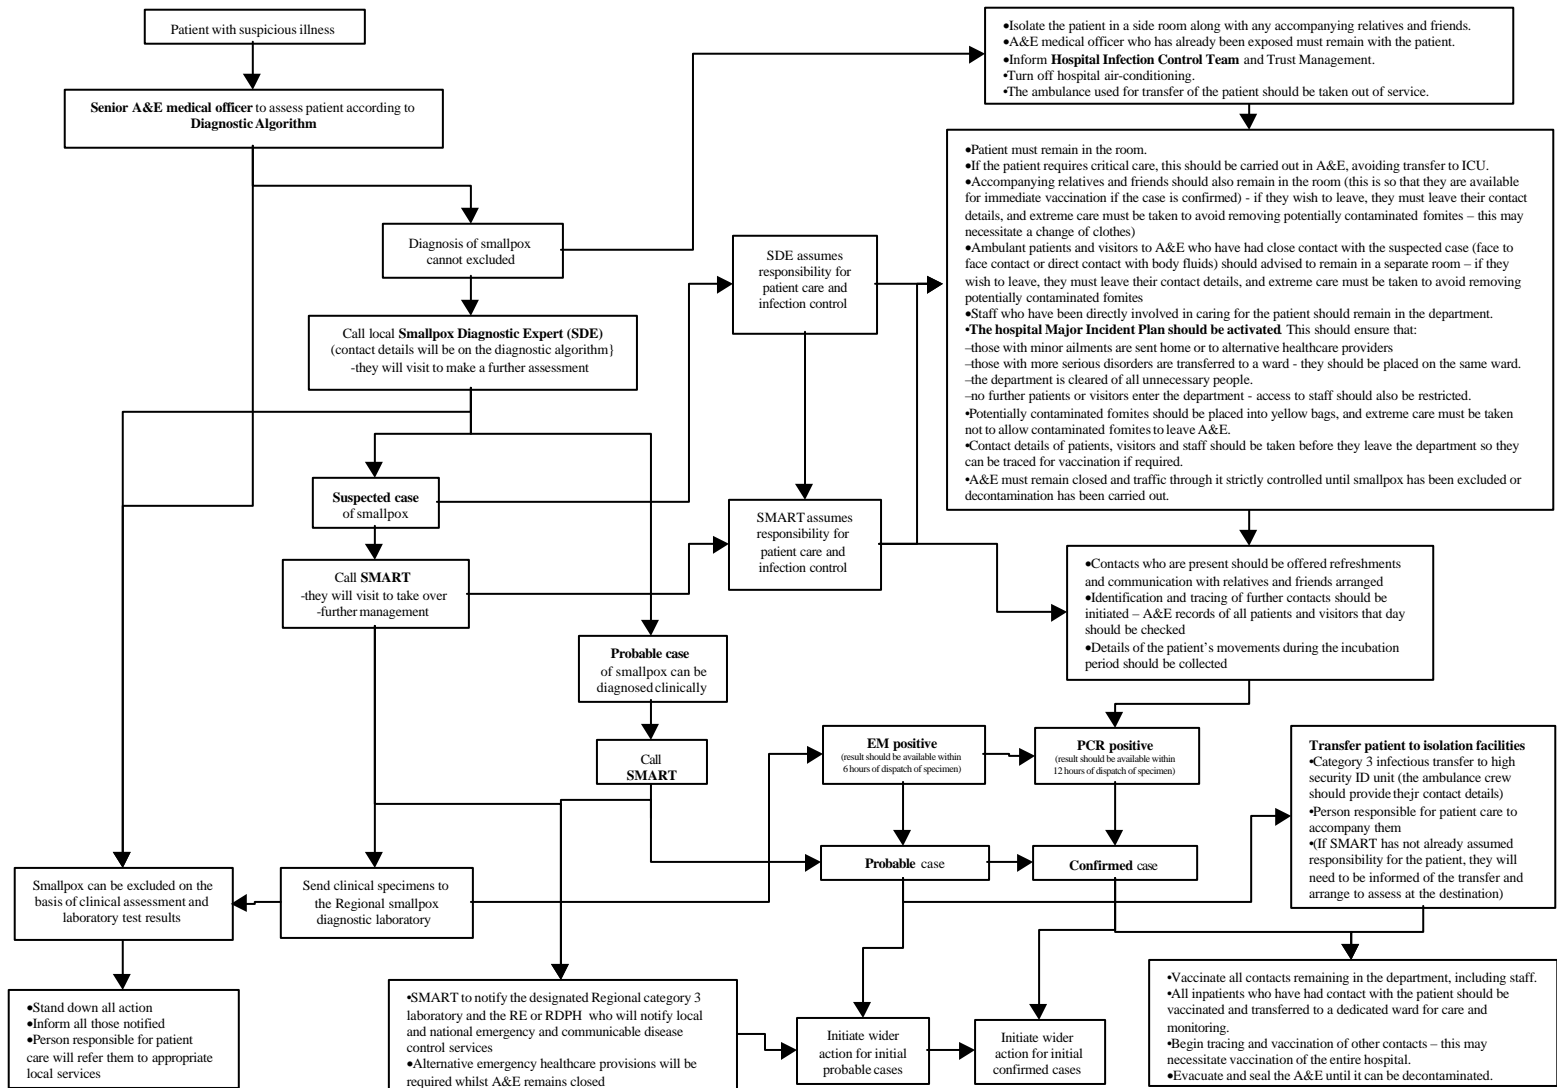 Patient with suspicious illness
Senior A&E medical officer to assess patient according to
Diagnostic Algorithm
Diagnosis of smallpox
cannot excluded
Call local Smallpox Diagnostic Expert (SDE)
(contact details will be on the diagnostic algorithm}
-they will visit to make a further assessment
Suspected case
of smallpox
Call SMART
-they will visit to take over
-further management
Probable case
of smallpox can be
diagnosed clinically
Call
SMART
SDE assumes
responsibility for
patient care and
infection control
SMART assumes
responsibility for
patient care and
infection control
•Isolate the patient in a side room along with any accompanying relatives and friends.
•A&E medical officer who has already been exposed must remain with the patient.
•Inform Hospital Infection Control Team and Trust Management.
•Turn off hospital air-conditioning.
•The ambulance used for transfer of the patient should be taken out of service.
•Patient must remain in the room.
•If the patient requires critical care, this should be carried out in A&E, avoiding transfer to ICU.
•Accompanying relatives and friends should also remain in the room (this is so that they are available
for immediate vaccination if the case is confirmed) - if they wish to leave, they must leave their contact
details, and extreme care must be taken to avoid removing potentially contaminated fomites – this may
necessitate a change of clothes)
•Ambulant patients and visitors to A&E who have had close contact with the suspected case (face to
face contact or direct contact with body fluids) should advised to remain in a separate room – if they
wish to leave, they must leave their contact details, and extreme care must be taken to avoid removing
potentially contaminated fomites
•Staff who have been directly involved in caring for the patient should remain in the department.
•The hospital Major Incident Plan should be activated. This should ensure that:
–those with minor ailments are sent home or to alternative healthcare providers
–those with more serious disorders are transferred to a ward - they should be placed on the same ward.
–the department is cleared of all unnecessary people.
–no further patients or visitors enter the department - access to staff should also be restricted.
•Potentially contaminated fomites should be placed into yellow bags, and extreme care must be taken
not to allow contaminated fomites to leave A&E.
•Contact details of patients, visitors and staff should be taken before they leave the department so they
can be traced for vaccination if required.
•A&E must remain closed and traffic through it strictly controlled until smallpox has been excluded or
decontamination has been carried out.
•Contacts who are present should be offered refreshments
and communication with relatives and friends arranged
•Identification and tracing of further contacts should be
initiated – A&E records of all patients and visitors that day
should be checked
•Details of the patient's movements during the incubation
period should be collected
EM positive
(result should be available within
6 hours of dispatch of specimen)
PCR positive
(result should be available within
12 hours of dispatch of specimen)
Probable case
Confirmed case
Transfer patient to isolation facilities
•Category 3 infectious transfer to high
security ID unit (the ambulance crew
should provide thejr contact details)
•Person responsible for patient care to
accompany them
•(If SMART has not already assumed
responsibility for the patient, they will
need to be informed of the transfer and
arrange to assess at the destination)
Smallpox can be excluded on the
basis of clinical assessment and
laboratory test results
Send clinical specimens to
the Regional smallpox
diagnostic laboratory
•Stand down all action
•Inform all those notified
•Person responsible for patient
care will refer them to appropriate
local services
•SMART to notify the designated Regional category 3
laboratory and the RE or RDPH who will notify local
and national emergency and communicable disease
control services
•Alternative emergency healthcare provisions will be
required whilst A&E remains closed
Initiate wider
action for initial
probable cases
Initiate wider
action for initial
confirmed cases
•Vaccinate all contacts remaining in the department, including staff.
•All inpatients who have had contact with the patient should be
vaccinated and transferred to a dedicated ward for care and
monitoring.
•Begin tracing and vaccination of other contacts – this may
necessitate vaccination of the entire hospital.
•Evacuate and seal the A&E until it can be decontaminated.